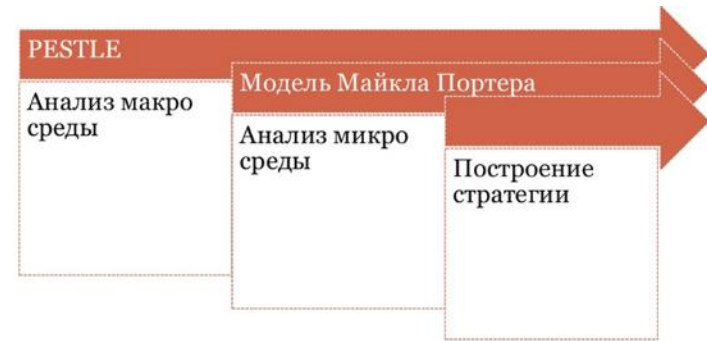 PESTLE
Анализ макро
среды
Модель Майкла Портера
Анализ микро
среды
Построение
стратегии